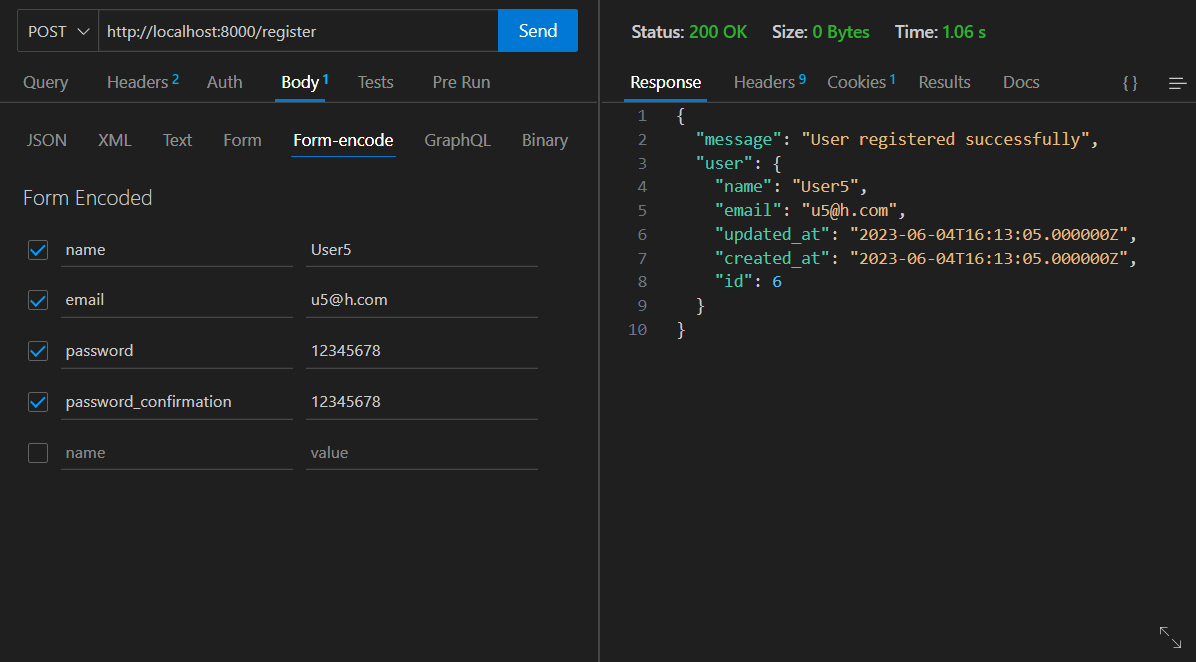 POST http://localhost:8000/register Send
Query Headers 2 Auth Body 1 Tests Pre Run
JSON XML Text Form Form-encode GraphQL Binary
Form Encoded
name User5
email u5@h.com
password 12345678
password_confirmation 12345678
name value
Status: 200 OK Size: 0 Bytes Time: 1.06 s
Response Headers 9 Cookies 1 Results Docs { }
1 {
2 "message": "User registered successfully",
3 "user": {
4 "name": "User5",
5 "email": "u5@h.com",
6 "updated_at": "2023-06-04T16:13:05.000000Z",
7 "created_at": "2023-06-04T16:13:05.000000Z",
8 "id": 6
9 }
10 }